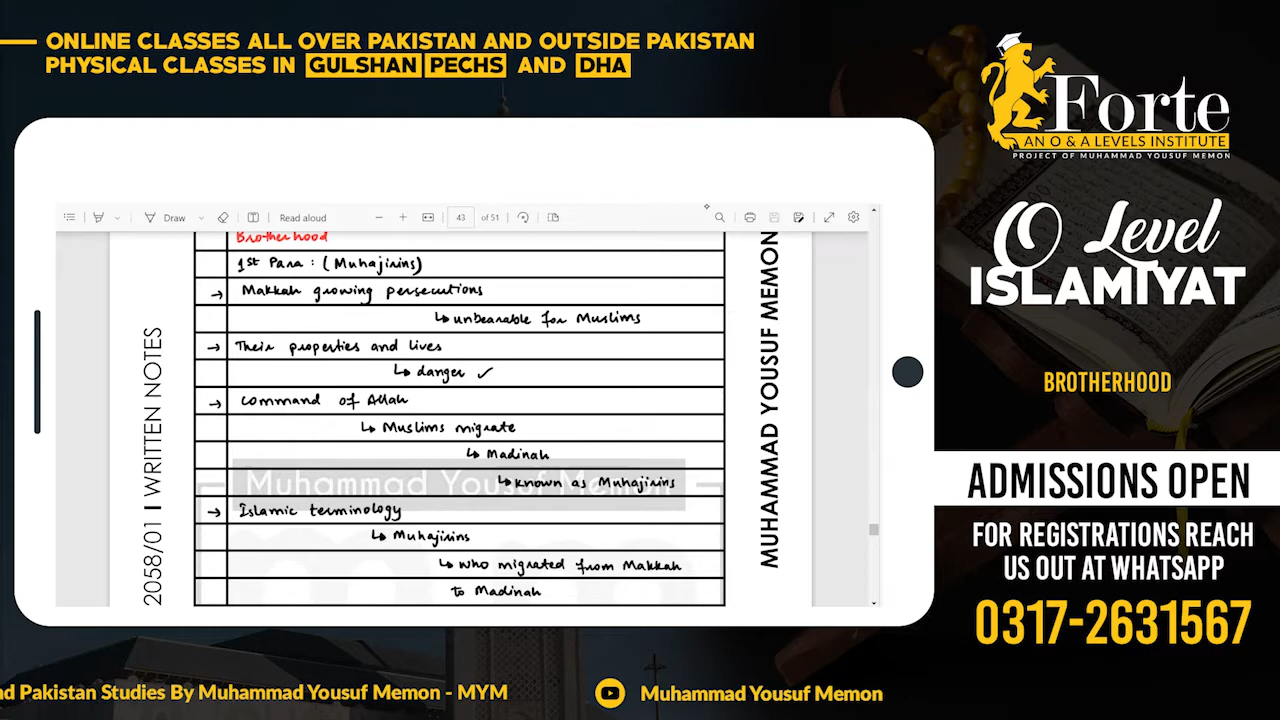 ONLINE CLASSES ALL OVER PAKISTAN AND OUTSIDE PAKISTAN
PHYSICAL CLASSES IN GULSHAN PECHS AND DHA
Forte
AN O & A LEVELS INSTITUTE
PROJECT OF MUHAMMAD YOUSUF MEMON
O Level
ISLAMIYAT
BROTHERHOOD
ADMISSIONS OPEN
FOR REGISTRATIONS REACH
US OUT AT WHATSAPP
0317-2631567
Draw Read aloud 43 of 51
2058/01 I WRITTEN NOTES
Brotherhood
1st Para : (Muhajirins)
→ Makkah growing persecutions
↳ unbearable for Muslims
→ Their properties and lives
↳ danger ✓
→ Command of Allah
↳ Muslims migrate
↳ Madinah
↳ known as Muhajirins
→ Islamic terminology
↳ Muhajirins
↳ who migrated from Makkah
to Madinah
Muhammad Yousuf Memon
MUHAMMAD YOUSUF MEMON
nd Pakistan Studies By Muhammad Yousuf Memon - MYM
Muhammad Yousuf Memon